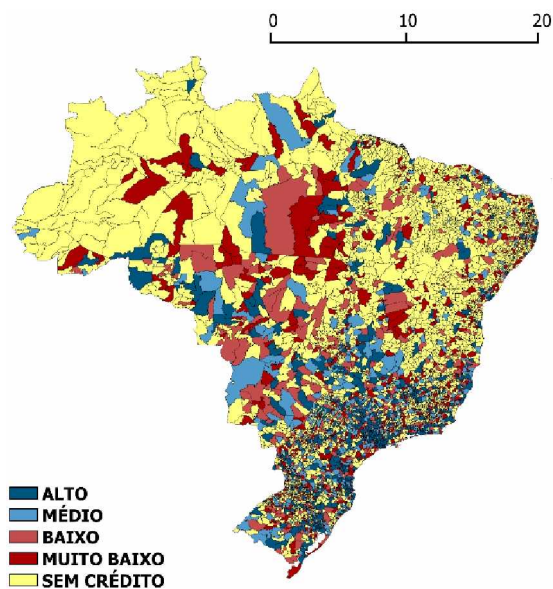 0 10 20
ALTO
MÉDIO
BAIXO
MUITO BAIXO
SEM CRÉDITO